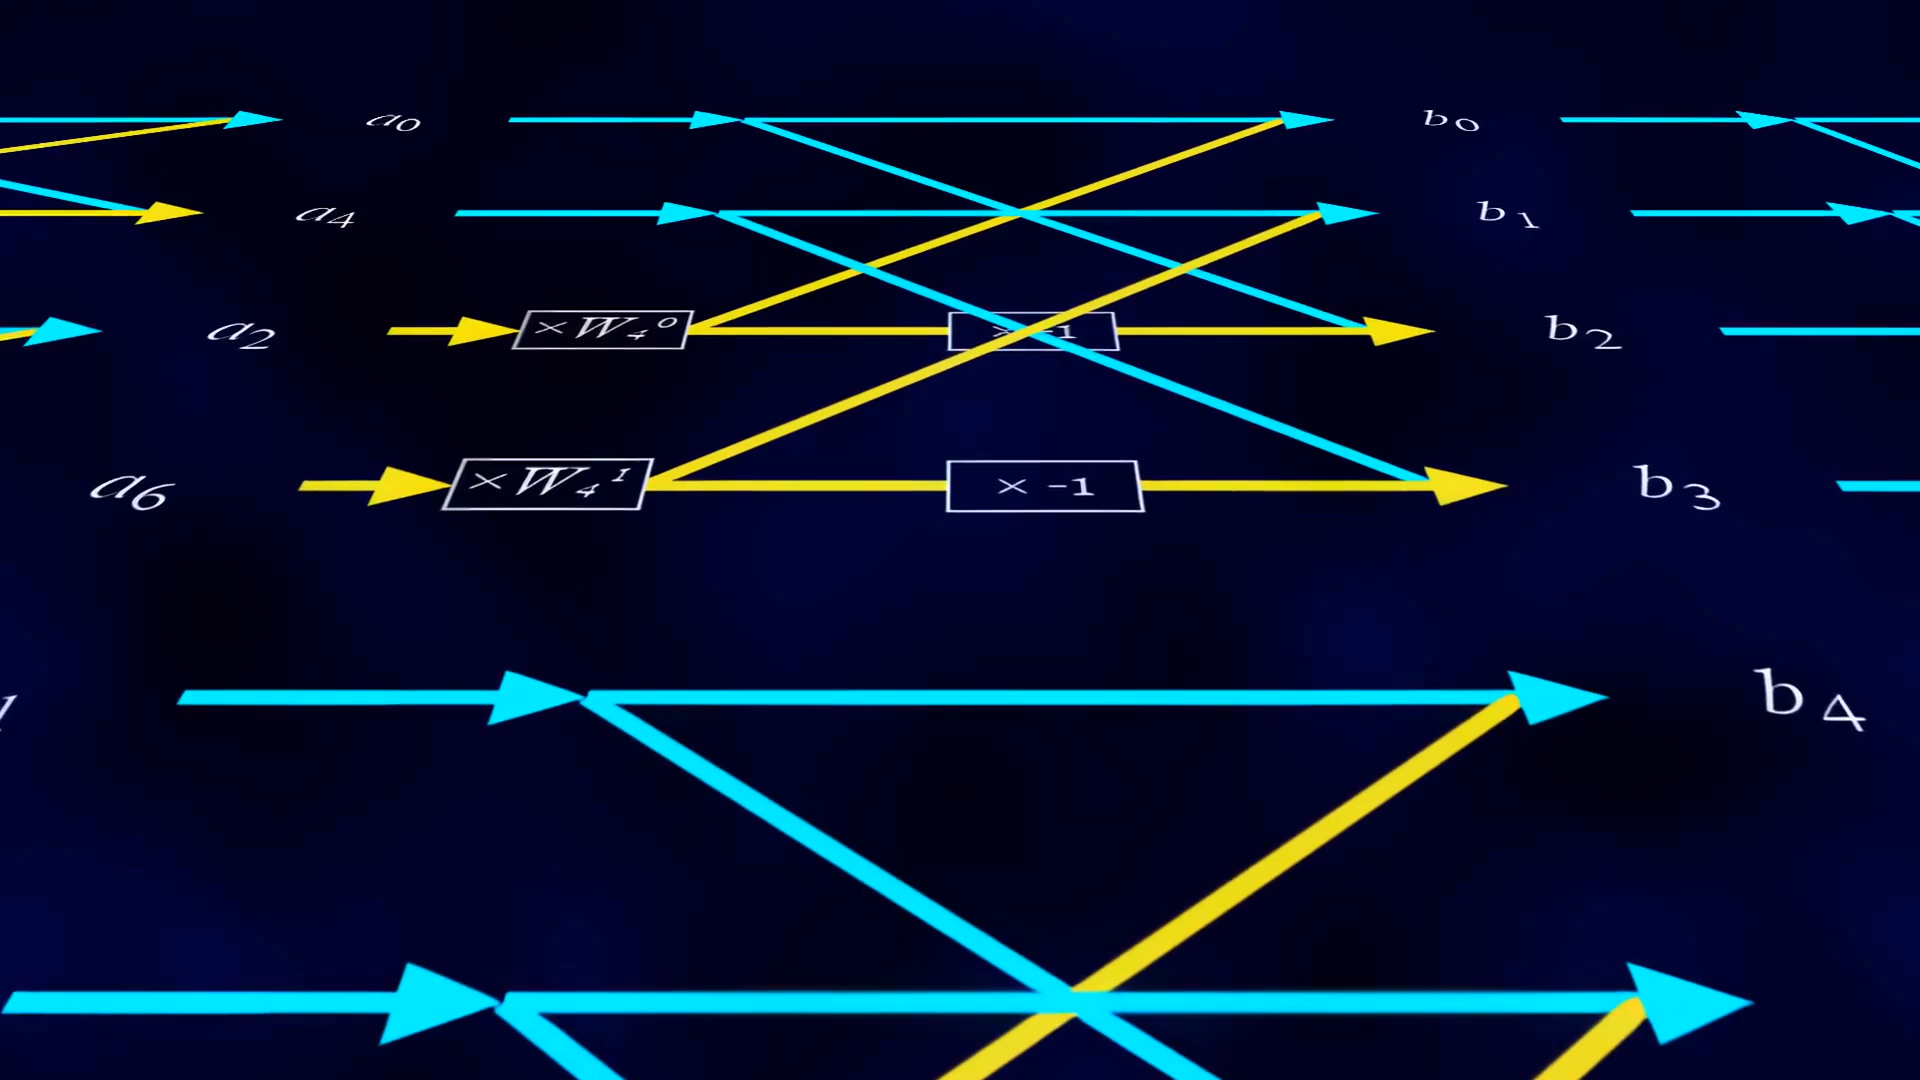 a₀ b₀
a₄ b₁
a₂ ×W₄⁰ -1 b₂
a₆ ×W₄¹ × -1 b₃
b₄